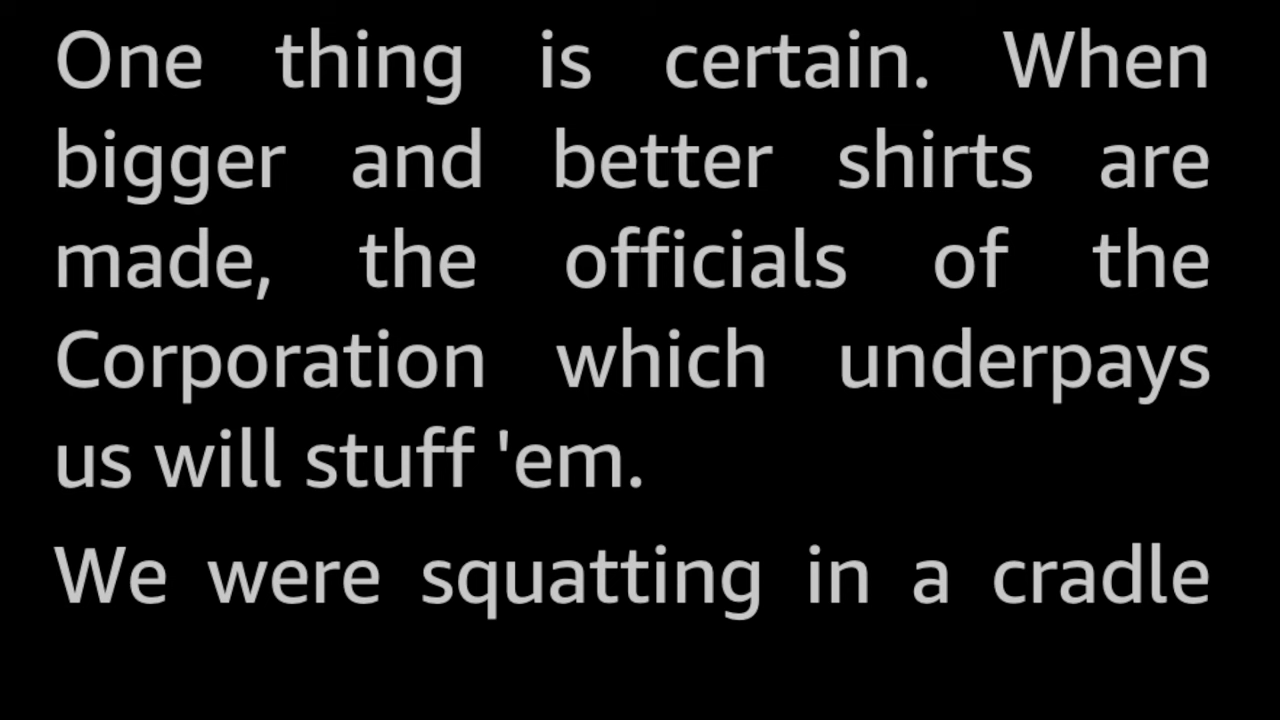 One thing is certain. When
bigger and better shirts are
made, the officials of the
Corporation which underpays
us will stuff 'em.
We were squatting in a cradle